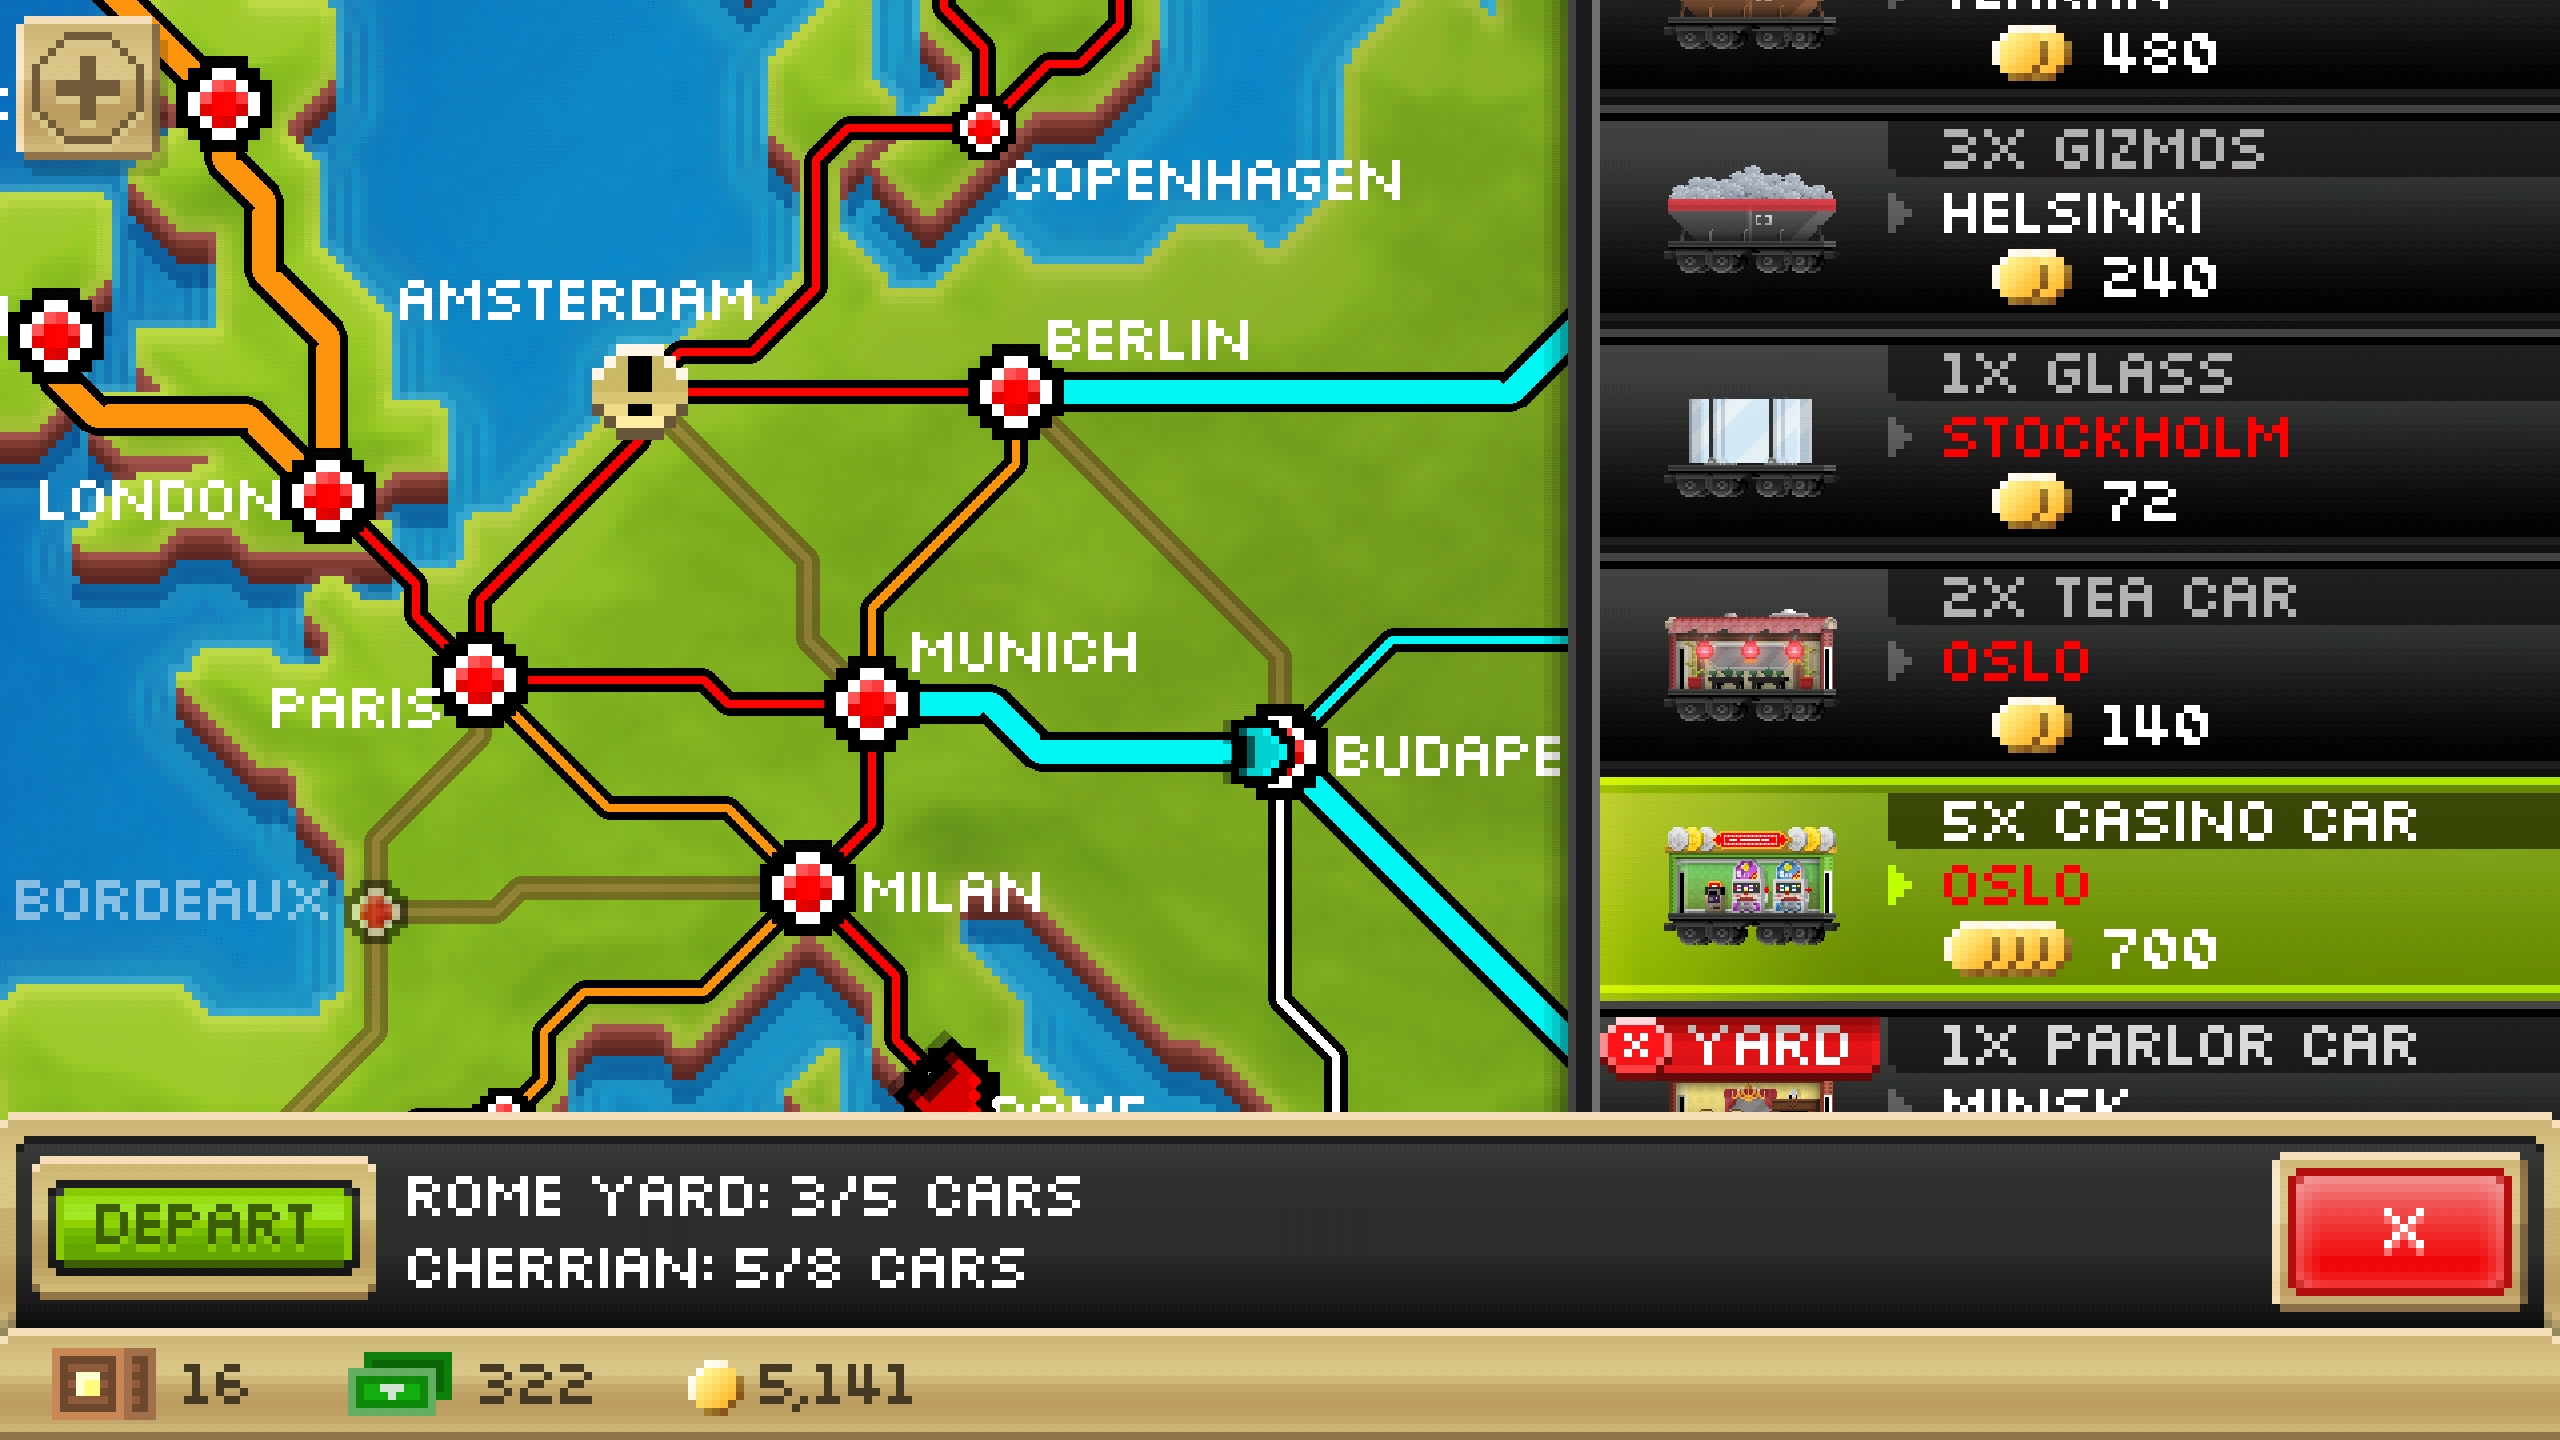 480
3X GIZMOS
HELSINKI
240
1X GLASS
STOCKHOLM
72
2X TEA CAR
OSLO
140
5X CASINO CAR
OSLO
700
YARD
1X PARLOR CAR
MINSK
COPENHAGEN
AMSTERDAM
BERLIN
LONDON
MUNICH
PARIS
BUDAPE
BORDEAUX
MILAN
ROME
DEPART
ROME YARD: 3/5 CARS
CHERRIAN: 5/8 CARS
X
16
322
5,141